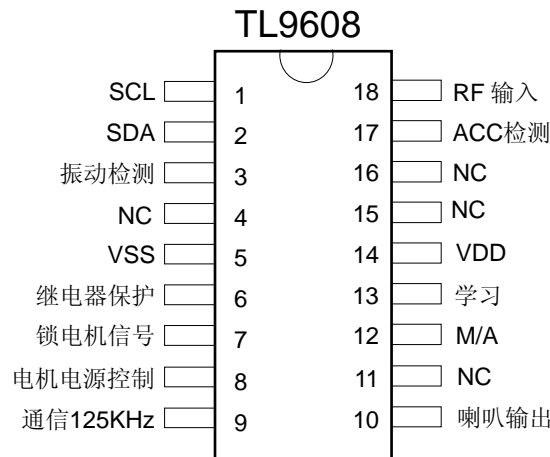 TL9608
SCL 1 18 RF 输入
SDA 2 17 ACC检测
振动检测 3 16 NC
NC 4 15 NC
VSS 5 14 VDD
继电器保护 6 13 学习
锁电机信号 7 12 M/A
电机电源控制 8 11 NC
通信125KHz 9 10 喇叭输出